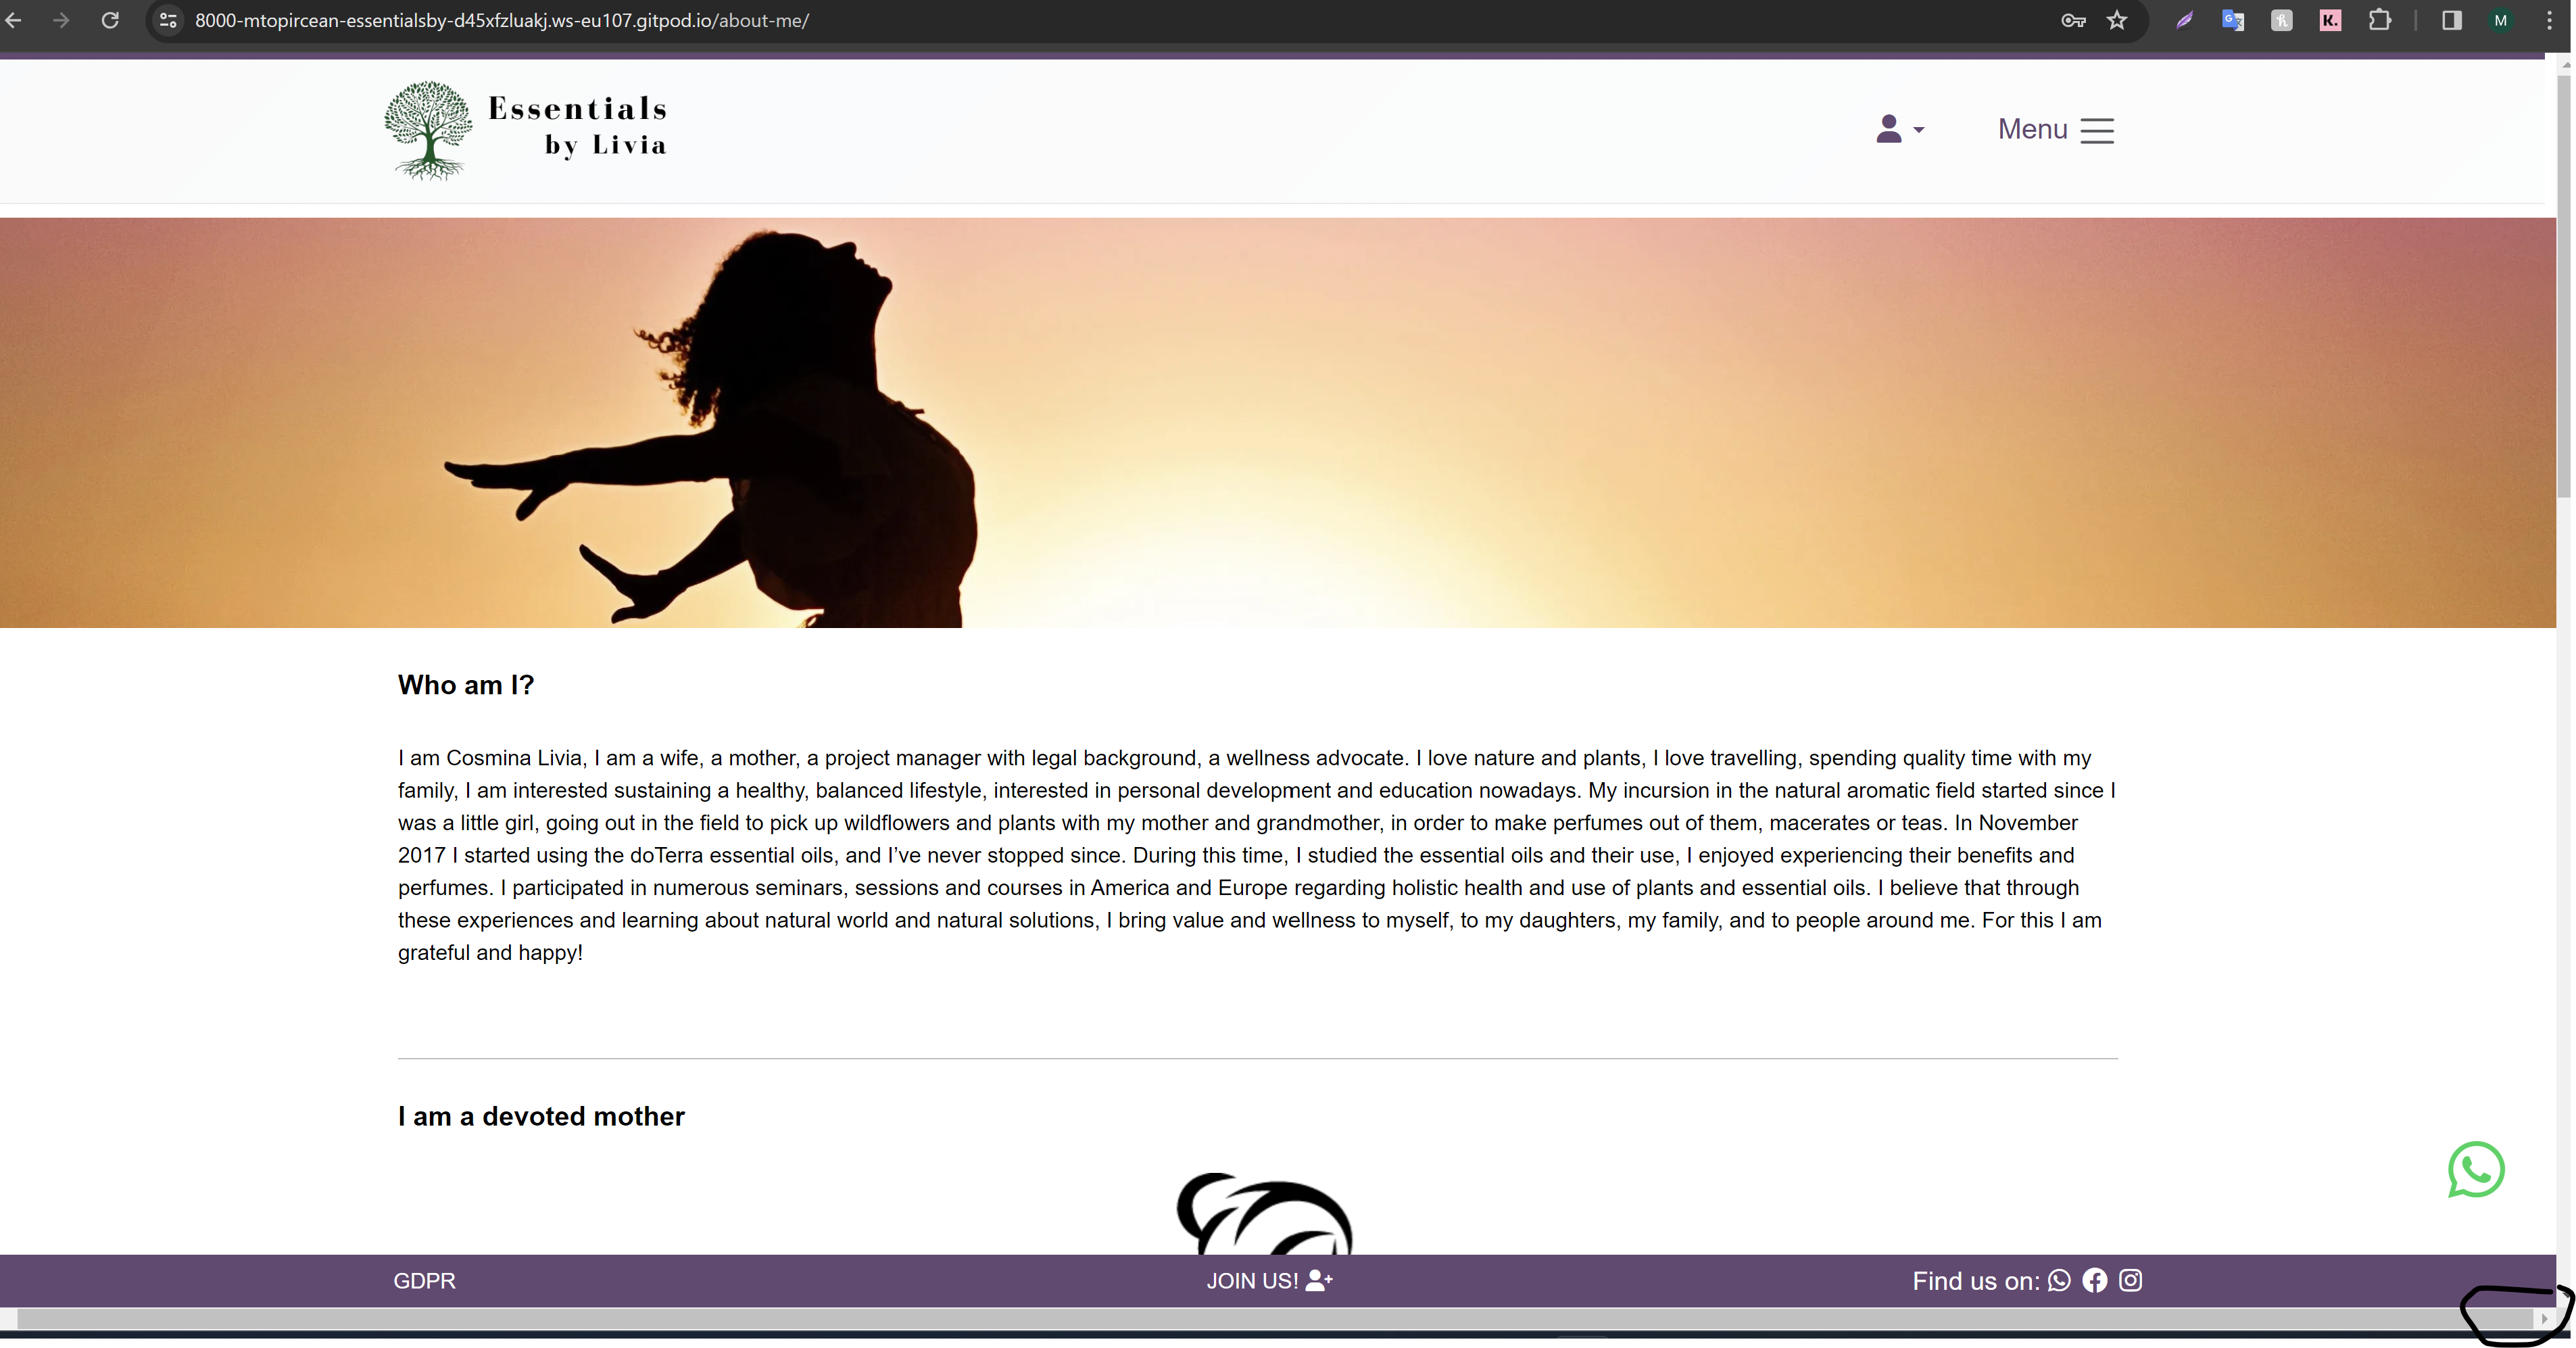 8000-mtopircean-essentialsby-d45xfzluakj.ws-eu107.gitpod.io/about-me/
K.
M
Essentials
by Livia
Menu
Who am I?
I am Cosmina Livia, I am a wife, a mother, a project manager with legal background, a wellness advocate. I love nature and plants, I love travelling, spending quality time with my
family, I am interested sustaining a healthy, balanced lifestyle, interested in personal development and education nowadays. My incursion in the natural aromatic field started since I
was a little girl, going out in the field to pick up wildflowers and plants with my mother and grandmother, in order to make perfumes out of them, macerates or teas. In November
2017 I started using the doTerra essential oils, and I’ve never stopped since. During this time, I studied the essential oils and their use, I enjoyed experiencing their benefits and
perfumes. I participated in numerous seminars, sessions and courses in America and Europe regarding holistic health and use of plants and essential oils. I believe that through
these experiences and learning about natural world and natural solutions, I bring value and wellness to myself, to my daughters, my family, and to people around me. For this I am
grateful and happy!
I am a devoted mother
GDPR
JOIN US!
Find us on: